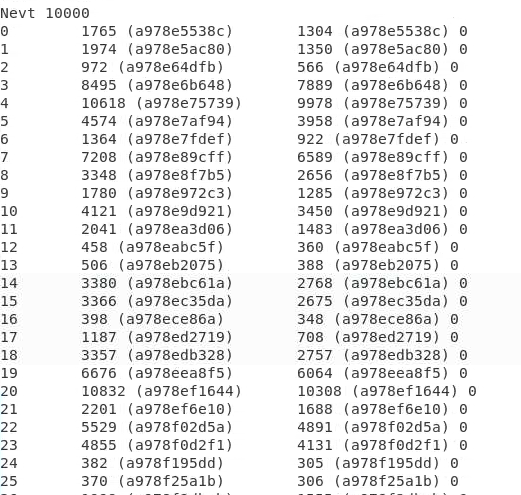 Nevt 10000
0 1765 (a978e5538c) 1304 (a978e5538c) 0
1 1974 (a978e5ac80) 1350 (a978e5ac80) 0
2 972 (a978e64dfb) 566 (a978e64dfb) 0
3 8495 (a978e6b648) 7889 (a978e6b648) 0
4 10618 (a978e75739) 9978 (a978e75739) 0
5 4574 (a978e7af94) 3958 (a978e7af94) 0
6 1364 (a978e7fdef) 922 (a978e7fdef) 0
7 7208 (a978e89cff) 6589 (a978e89cff) 0
8 3348 (a978e8f7b5) 2656 (a978e8f7b5) 0
9 1780 (a978e972c3) 1285 (a978e972c3) 0
10 4121 (a978e9d921) 3450 (a978e9d921) 0
11 2041 (a978ea3d06) 1483 (a978ea3d06) 0
12 458 (a978eabc5f) 360 (a978eabc5f) 0
13 506 (a978eb2075) 388 (a978eb2075) 0
14 3380 (a978ebc61a) 2768 (a978ebc61a) 0
15 3366 (a978ec35da) 2675 (a978ec35da) 0
16 398 (a978ece86a) 348 (a978ece86a) 0
17 1187 (a978ed2719) 708 (a978ed2719) 0
18 3357 (a978edb328) 2757 (a978edb328) 0
19 6676 (a978eea8f5) 6064 (a978eea8f5) 0
20 10832 (a978ef1644) 10308 (a978ef1644) 0
21 2201 (a978ef6e10) 1688 (a978ef6e10) 0
22 5529 (a978f02d5a) 4891 (a978f02d5a) 0
23 4855 (a978f0d2f1) 4131 (a978f0d2f1) 0
24 382 (a978f195dd) 305 (a978f195dd) 0
25 370 (a978f25a1b) 306 (a978f25a1b) 0